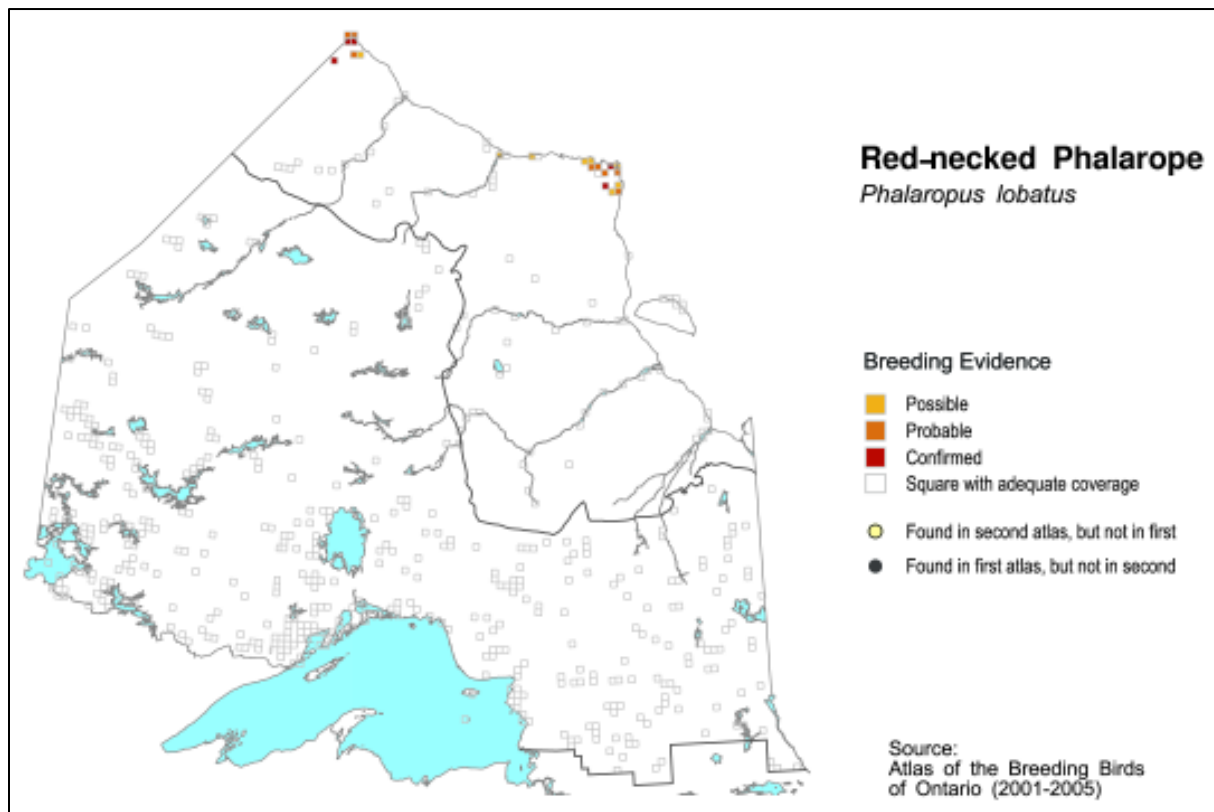 Red-necked Phalarope
Phalaropus lobatus
Breeding Evidence
Possible
Probable
Confirmed
Square with adequate coverage
Found in second atlas, but not in first
Found in first atlas, but not in second
Source:
Atlas of the Breeding Birds
of Ontario (2001-2005)